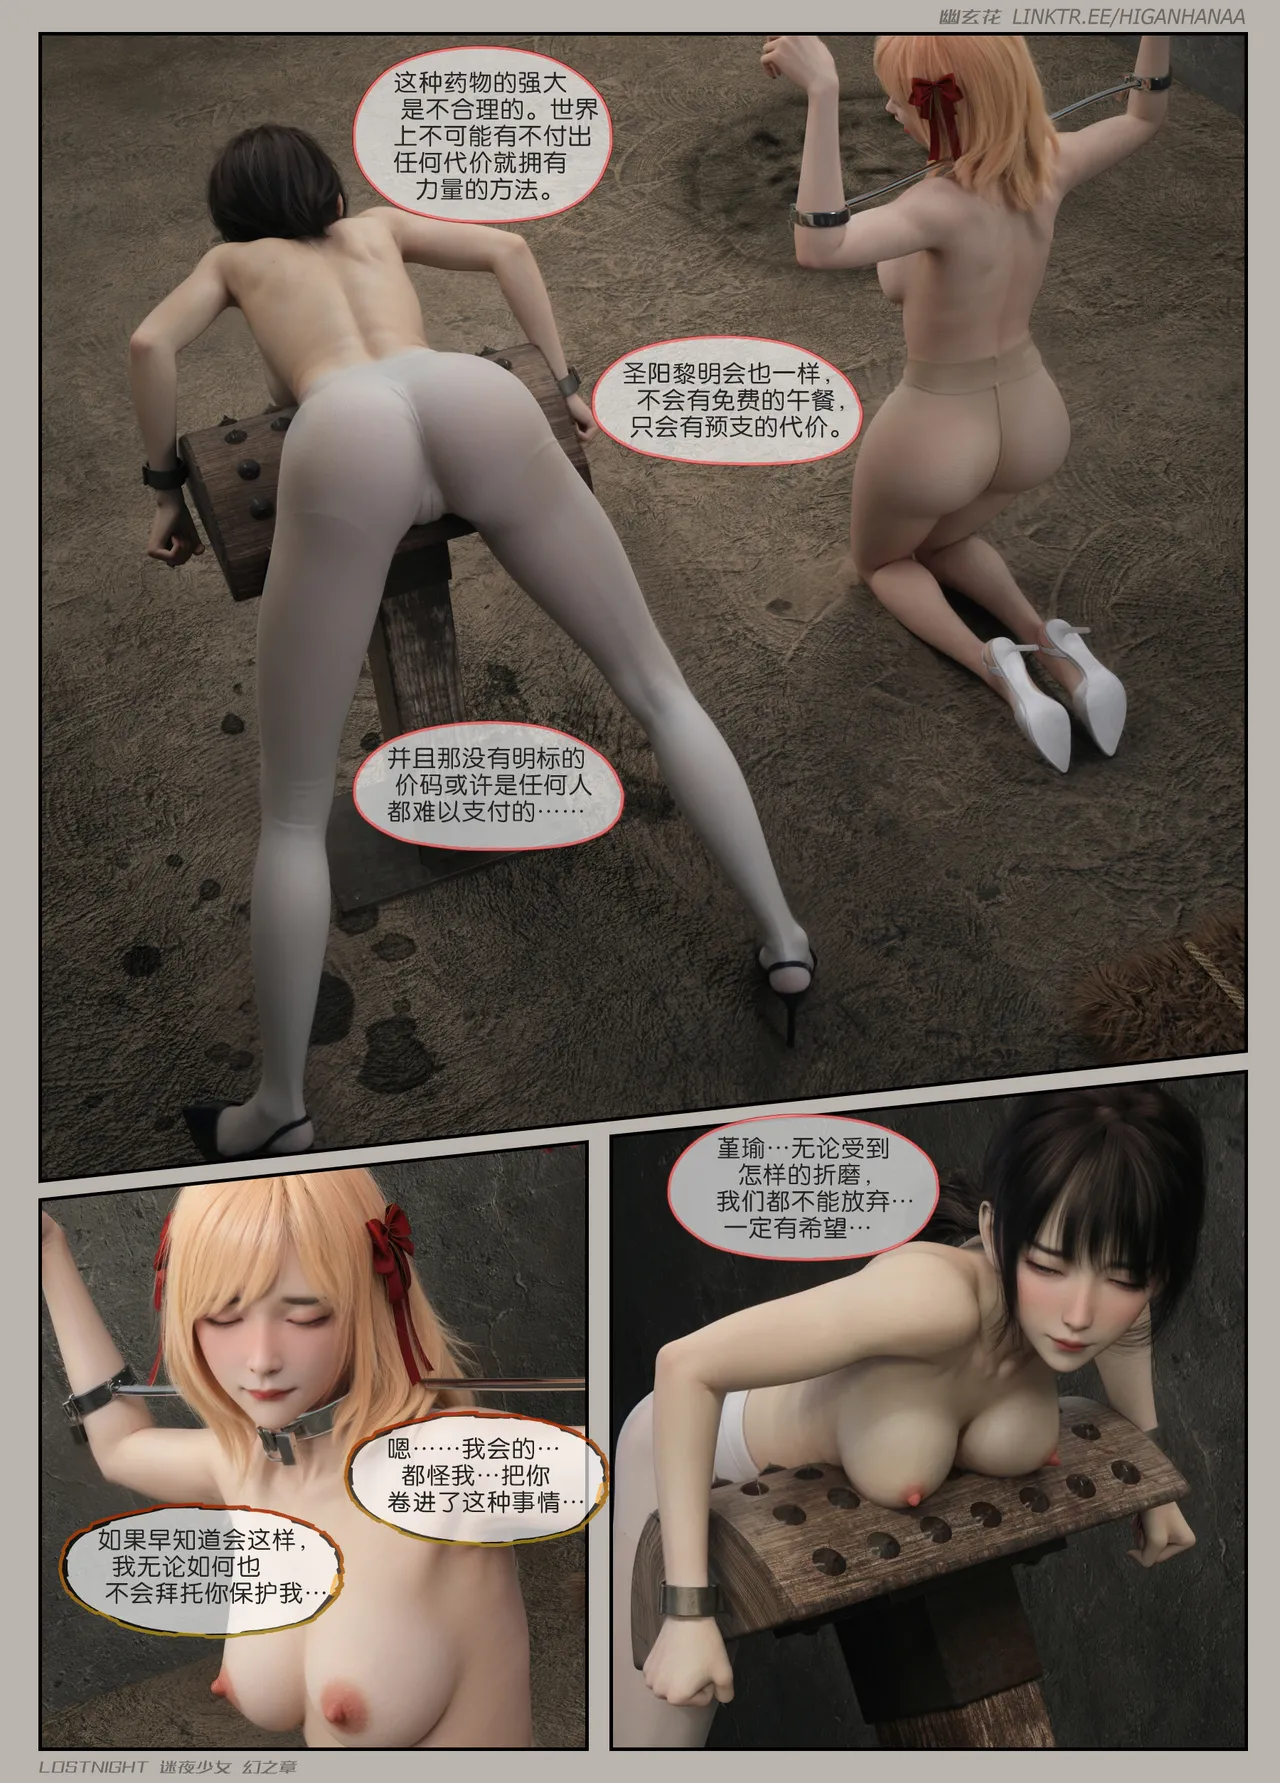 幽玄花 LINKTR.EE/HIGANHANAA
这种药物的强大
是不合理的。世界
上不可能有不付出
任何代价就拥有
力量的方法。
圣阳黎明会也一样，
不会有免费的午餐，
只会有预支的代价。
并且那没有明标的
价码或许是任何人
都难以支付的……
堇瑜…无论受到
怎样的折磨，
我们都不能放弃…
一定有希望…
嗯……我会的…
都怪我…把你
卷进了这种事情…
如果早知道会这样，
我无论如何也
不会拜托你保护我…
LOSTNIGHT 迷夜少女 幻之章